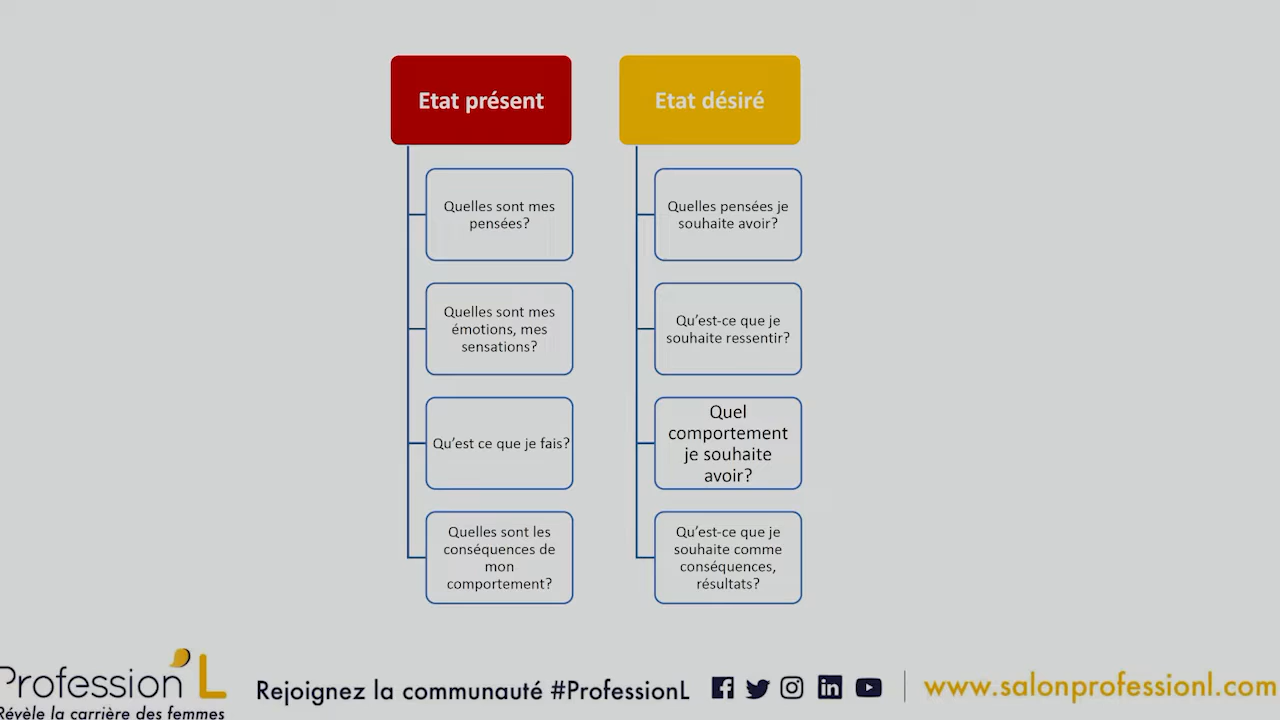 Etat présent
Quelles sont mes
pensées?
Quelles sont mes
émotions, mes
sensations?
Qu'est ce que je fais?
Quelles sont les
conséquences de
mon
comportement?
Etat désiré
Quelles pensées je
souhaite avoir?
Qu'est-ce que je
souhaite ressentir?
Quel
comportement
je souhaite
avoir?
Qu'est-ce que je
souhaite comme
conséquences,
résultats?
Profession'L
Révèle la carrière des femmes
Rejoignez la communauté #ProfessionL
www.salonprofessionl.com